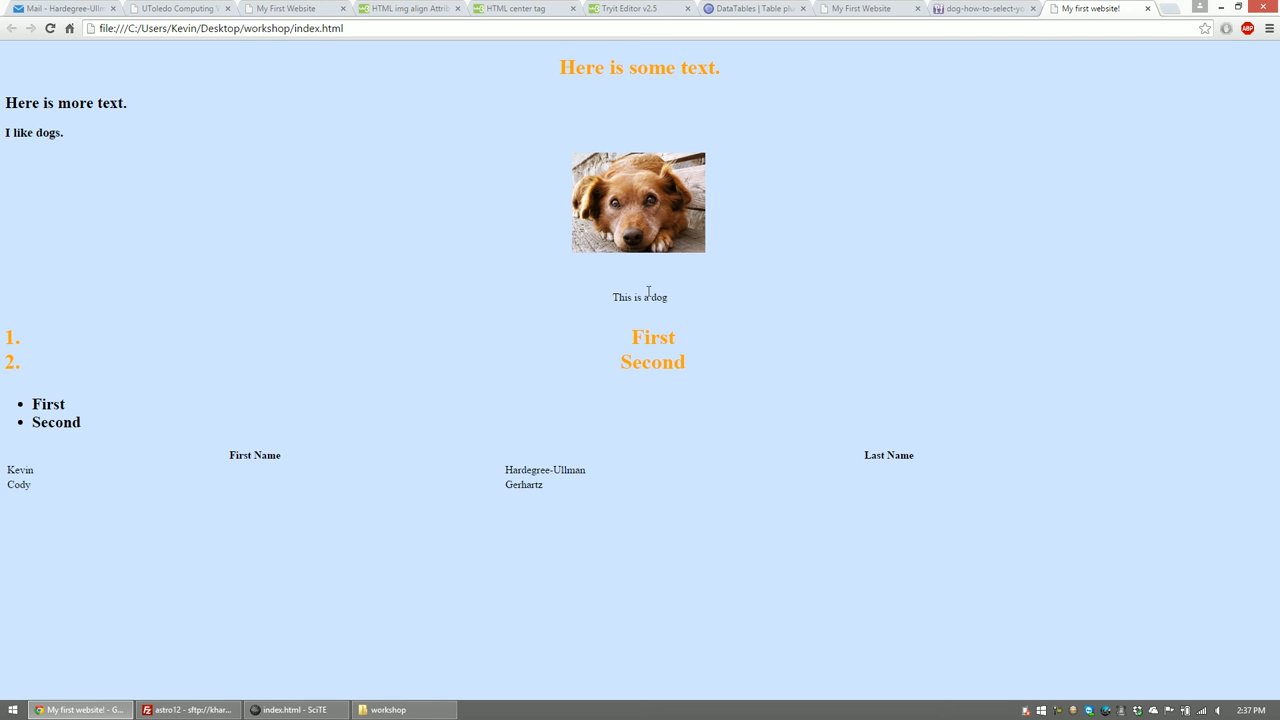 Mail - Hardegree-Ullm
UToledo Computing W
My First Website
HTML img align Attrib
HTML center tag
Tryit Editor v2.5
DataTables | Table plu
My First Website
dog-how-to-select-yo
My first website!
file:///C:/Users/Kevin/Desktop/workshop/index.html
ABP
Here is some text.
Here is more text.
I like dogs.
This is a dog
1. First
2. Second
• First
• Second
First Name Last Name
Kevin Hardegree-Ullman
Cody Gerhartz
My first website! - G...
astro12 - sftp://khar...
index.html - SciTE
workshop
2:37 PM